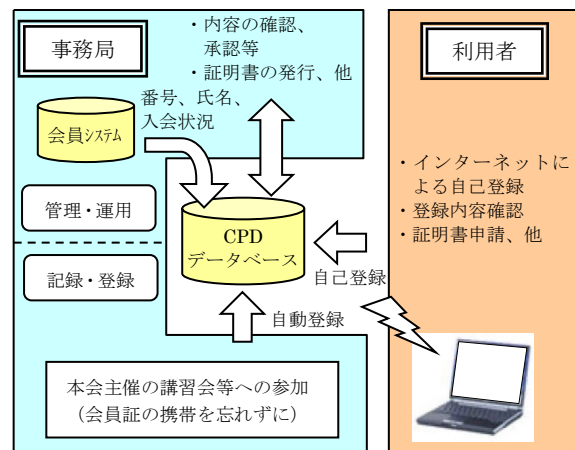 事務局
・内容の確認、
承認等
・証明書の発行、他
番号、氏名、
入会状況
会員システム
管理・運用
記録・登録
CPD
データベース
自己登録
自動登録
本会主催の講習会等への参加
（会員証の携帯を忘れずに）
利用者
・インターネットに
よる自己登録
・登録内容確認
・証明書申請、他